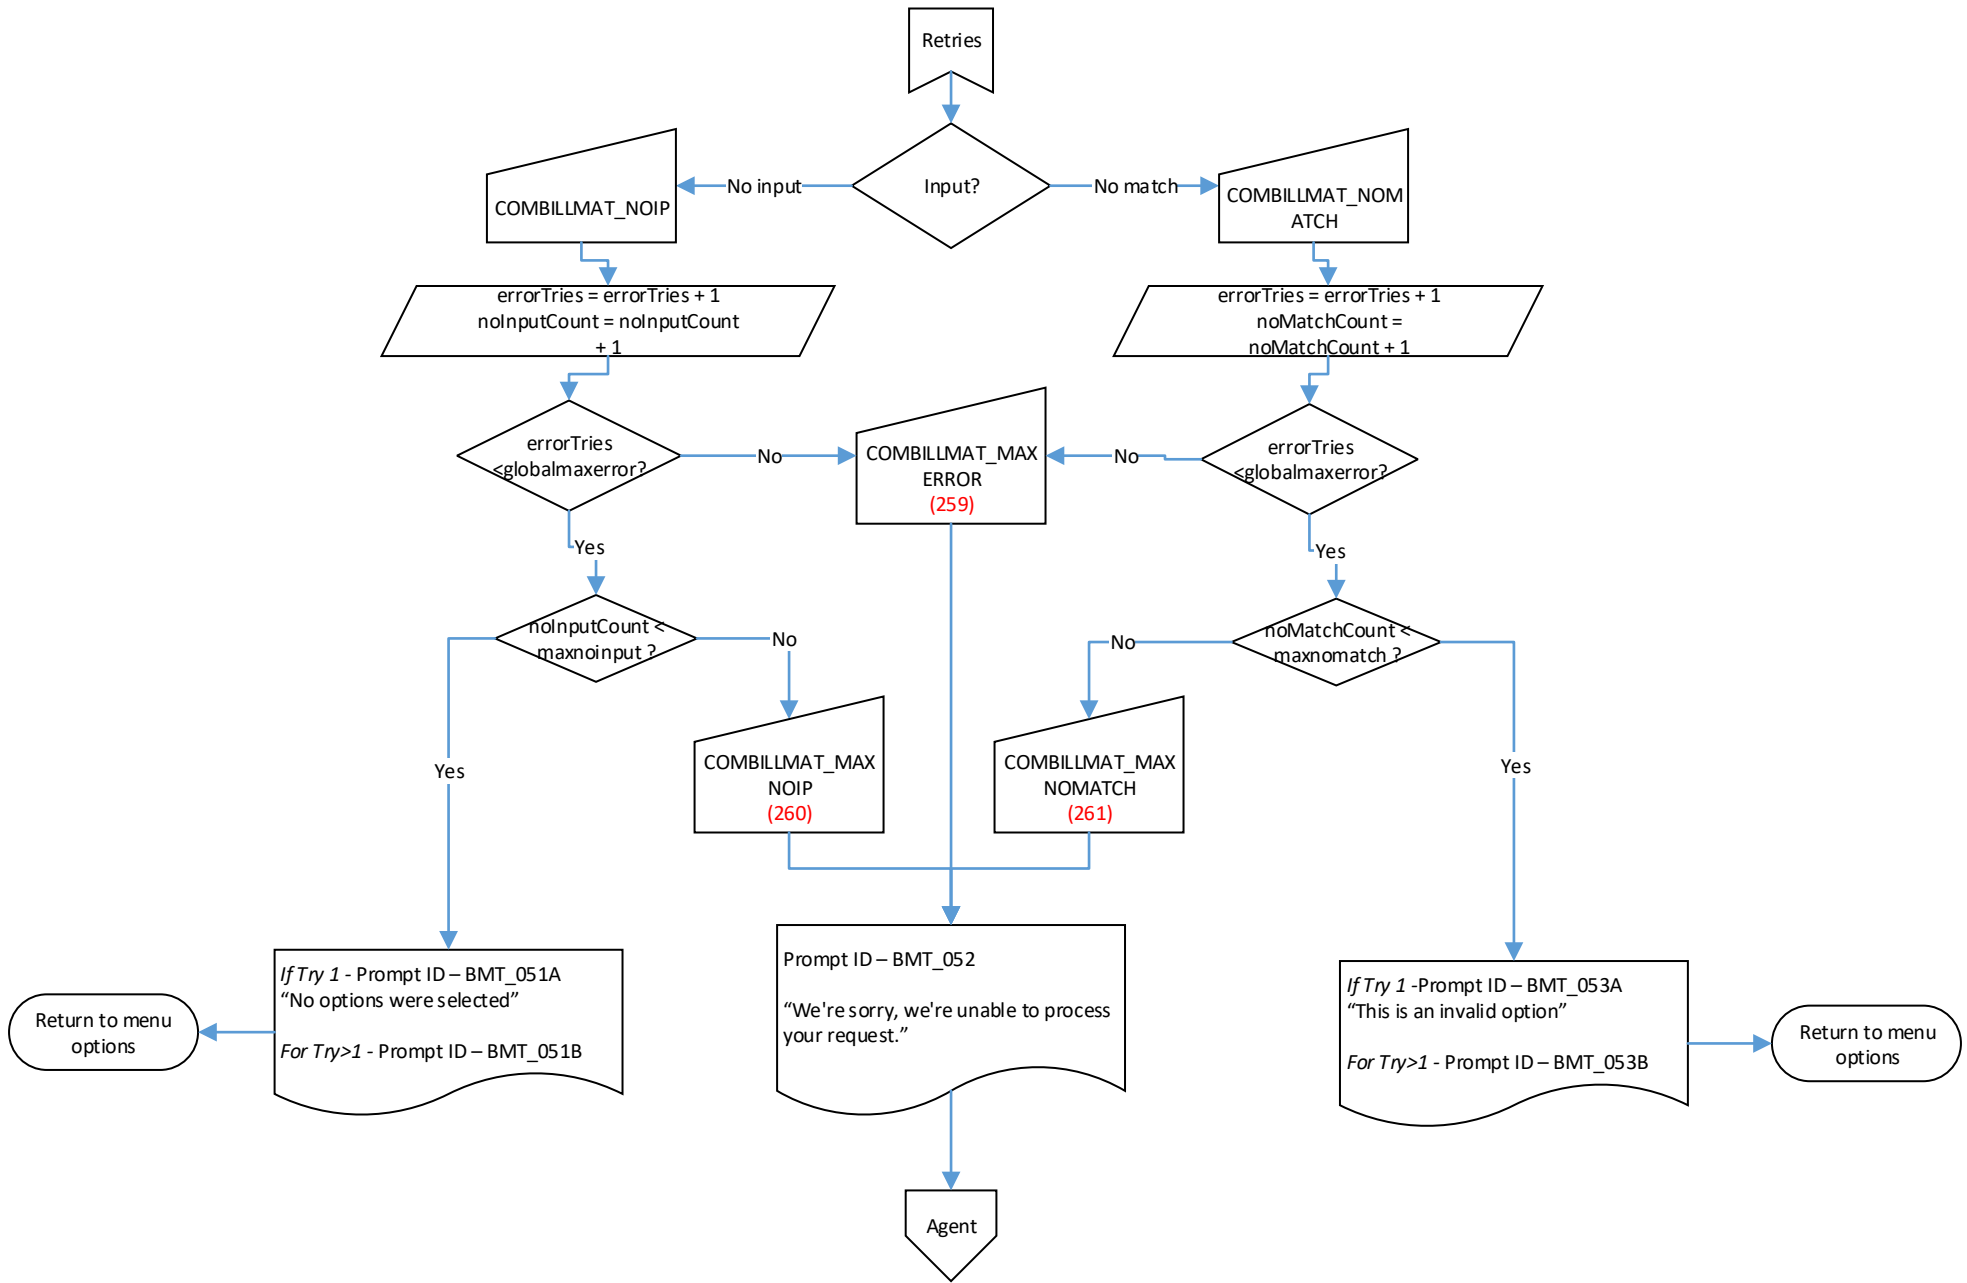 Retries
Input?
No input
No match
COMBILLMAT_NOIP
COMBILLMAT_NOM
ATCH
errorTries = errorTries + 1
noInputCount = noInputCount
+ 1
errorTries = errorTries + 1
noMatchCount =
noMatchCount + 1
errorTries
<globalmaxerror?
No
COMBILLMAT_MAX
ERROR
(259)
No
errorTries
<globalmaxerror?
Yes
Yes
noInputCount <
maxnoinput ?
No
No
noMatchCount <
maxnomatch ?
COMBILLMAT_MAX
NOIP
(260)
COMBILLMAT_MAX
NOMATCH
(261)
Yes
Yes
If Try 1 - Prompt ID – BMT_051A
“No options were selected”
For Try>1 - Prompt ID – BMT_051B
Return to menu
options
Prompt ID – BMT_052
“We're sorry, we're unable to process
your request.”
If Try 1 -Prompt ID – BMT_053A
“This is an invalid option”
For Try>1 - Prompt ID – BMT_053B
Return to menu
options
Agent